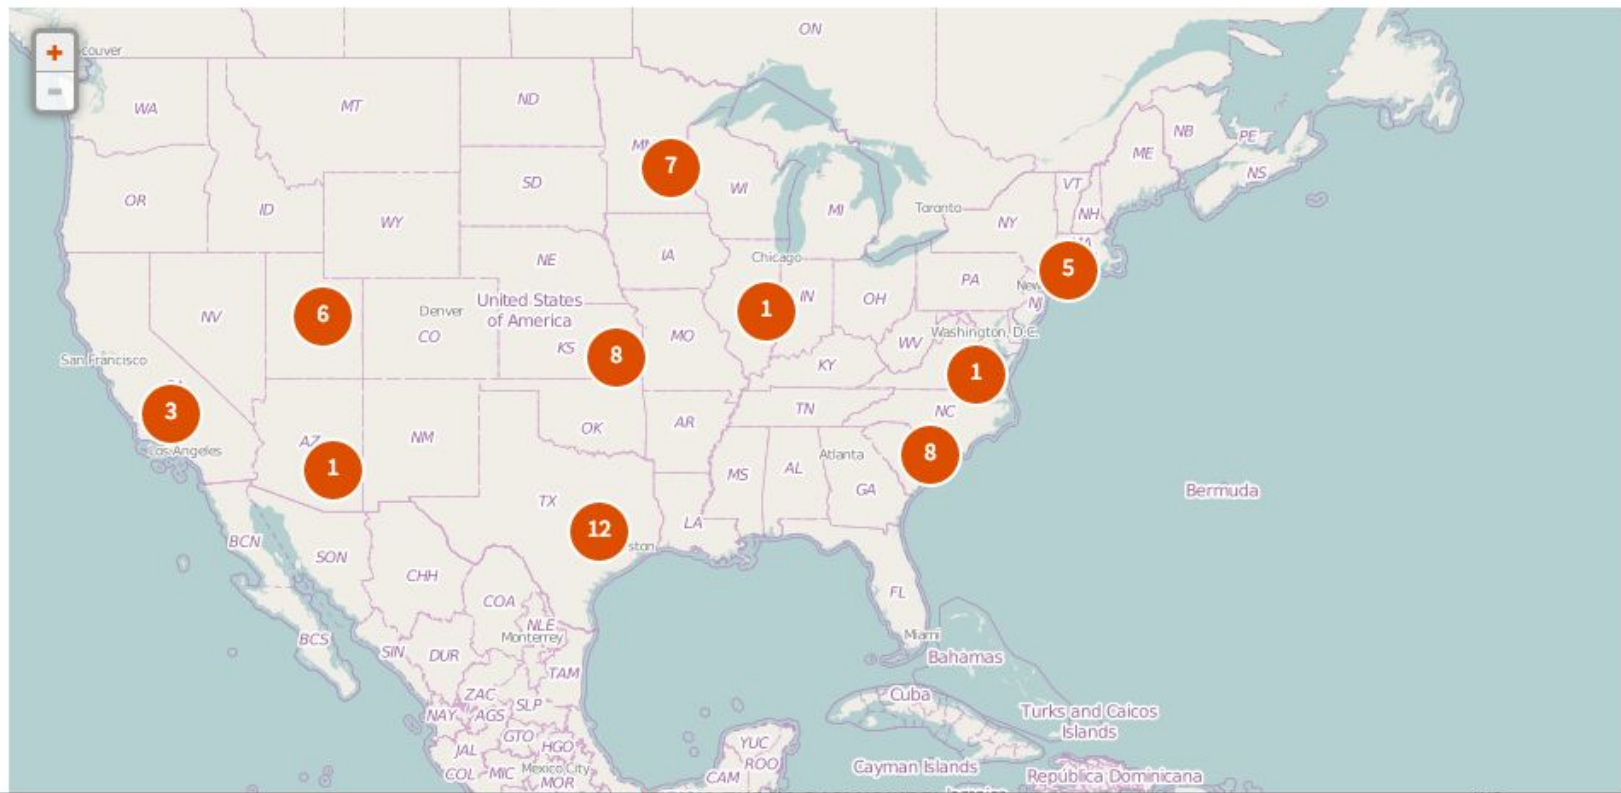 ON
+
couver
−
WA
MT
ND
NB
PE
MN
7
ME
NS
SD
VT
WI
OR
ID
MI
Toronto
NH
WY
NY
MA
IA
Chicago
NE
5
PA
New
OH
IN
NJ
United States
of America
1
Denver
6
NV
CO
Washington, D.C.
MO
WV
KS
8
San Francisco
KY
1
3
TN
NC
AR
OK
NM
AZ
Los Angeles
Atlanta
8
1
AL
MS
GA
Bermuda
TX
LA
12
ston
BCN
SON
CHH
FL
COA
NLE
Monterrey
Miami
BCS
SIN
DUR
Bahamas
TAM
ZAC
SLP
Cuba
NAY
AGS
Turks and Caicos
Islands
GTO
HGO
YUC
JAL
ROO
COL
MIC
Mexico City
MOR
CAM
Cayman Islands
República Dominicana